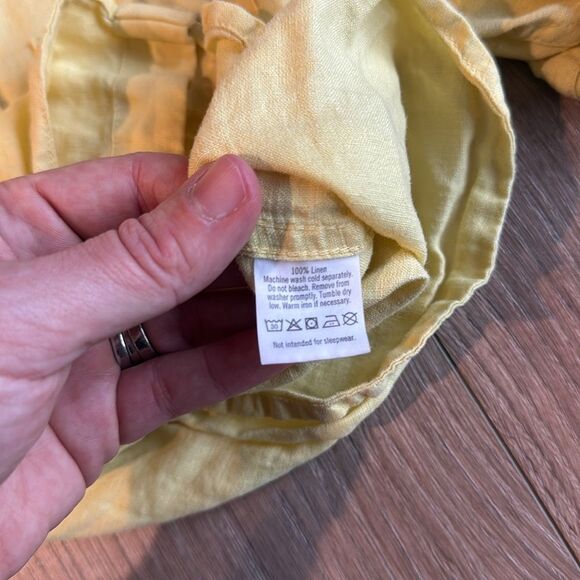 100% Linen
Machine wash cold separately.
Do not bleach. Remove from
washer promptly. Tumble dry
low. Warm iron if necessary.
30
Not intended for sleepwear.